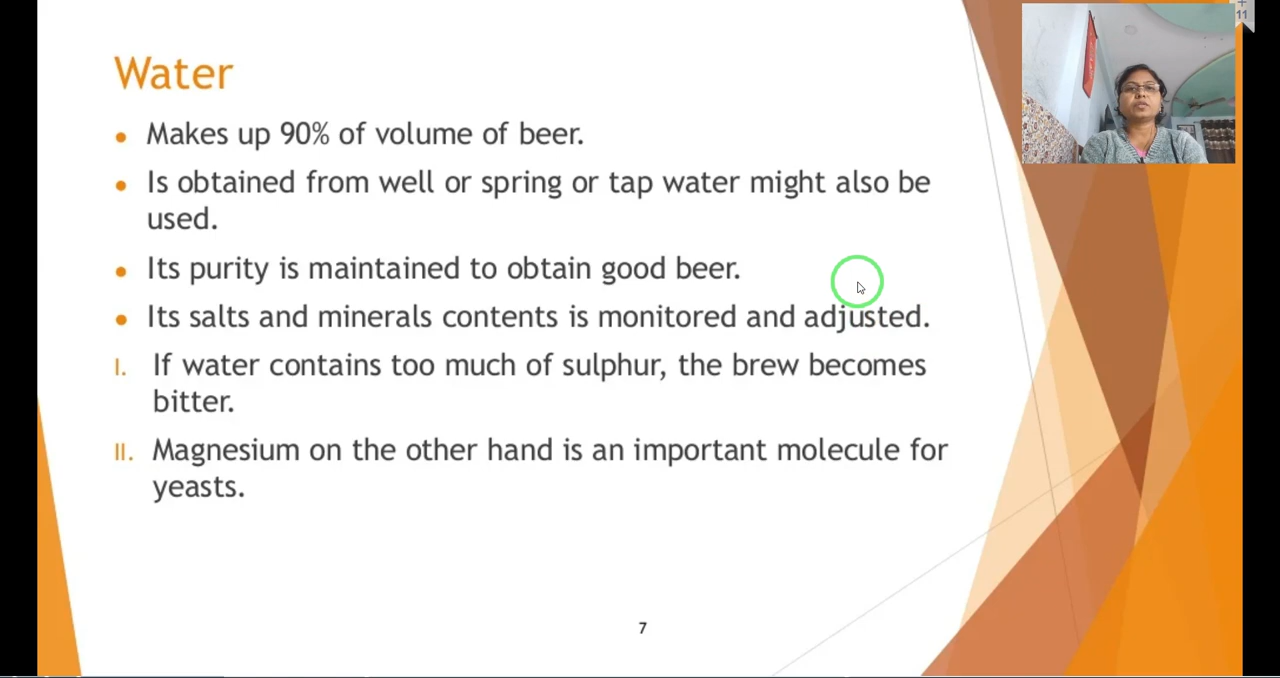 Water
• Makes up 90% of volume of beer.
• Is obtained from well or spring or tap water might also be
used.
• Its purity is maintained to obtain good beer.
• Its salts and minerals contents is monitored and adjusted.
I. If water contains too much of sulphur, the brew becomes
bitter.
II. Magnesium on the other hand is an important molecule for
yeasts.
7
11